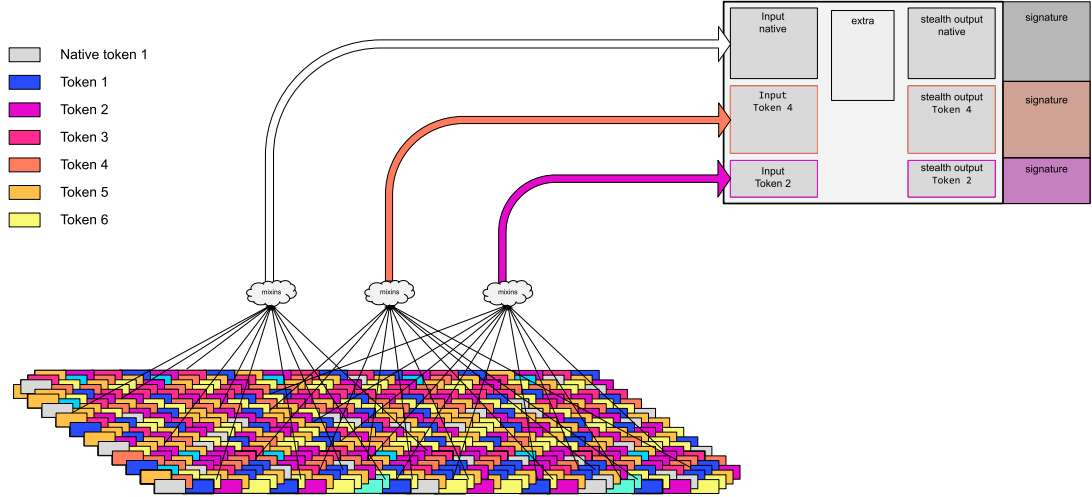 Native token 1
Token 1
Token 2
Token 3
Token 4
Token 5
Token 6
Input
native
extra
stealth output
native
signature
Input
Token 4
stealth output
Token 4
signature
Input
Token 2
stealth output
Token 2
signature
mixins
mixins
mixins